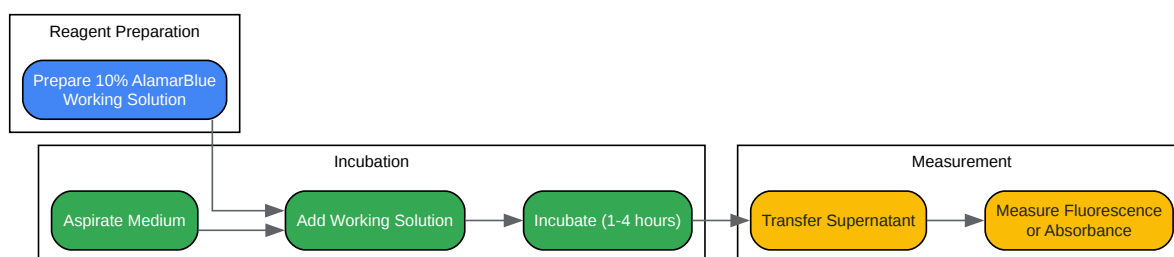 Reagent Preparation
Prepare 10% AlamarBlue
Working Solution
Incubation
Aspirate Medium
Add Working Solution
Incubate (1-4 hours)
Measurement
Transfer Supernatant
Measure Fluorescence
or Absorbance